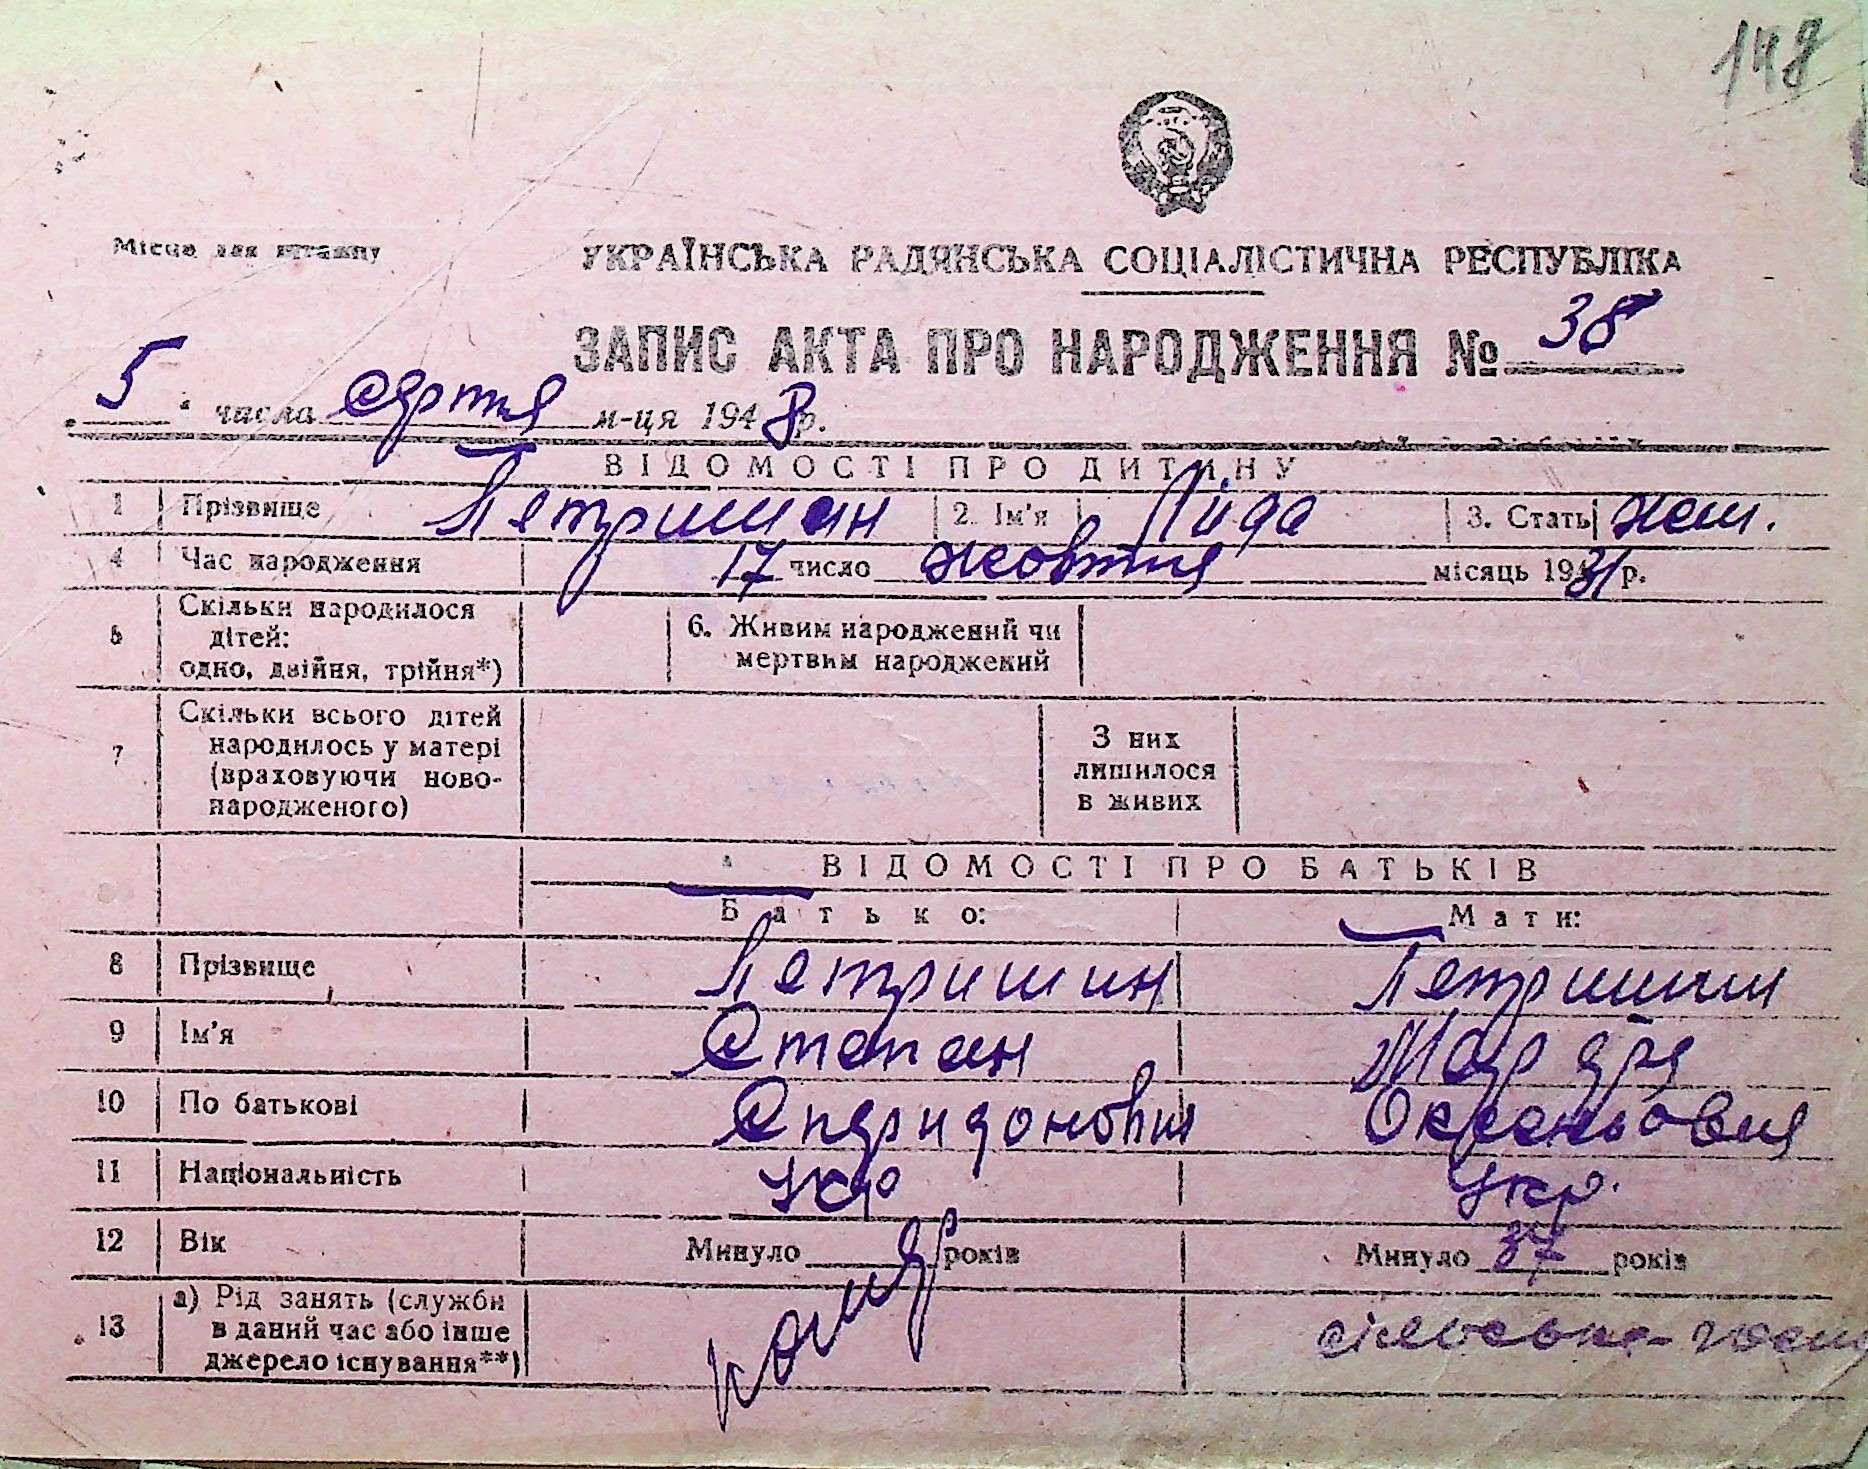 148
Місце для штампу
УКРАЇНСЬКА РАДЯНСЬКА СОЦІАЛІСТИЧНА РЕСПУБЛІКА
ЗАПИС АКТА ПРО НАРОДЖЕННЯ № 38
„ 5 “ числа серпня м-ця 1948 р.
ВІДОМОСТІ ПРО ДИТИНУ
1 Прізвище Петришин 2. Ім'я Ліда 3. Стать жін.
4 Час народження 17 число жовтня місяць 1931 р.
5 Скільки народилося
дітей:
одно, двійня, трійня*)
6. Живим народжений чи
мертвим народжений
7 Скільки всього дітей
народилось у матері
(враховуючи ново-
народженого)
З них
лишилося
в живих
ВІДОМОСТІ ПРО БАТЬКІВ
Батько: Мати:
8 Прізвище Петришин Петришин
9 Ім'я Степан
10 По батькові
11 Національність Укр Укр.
12 Вік Минуло років Минуло 37 років
13 а) Рід занять (служби
в даний час або інше
джерело існування**)